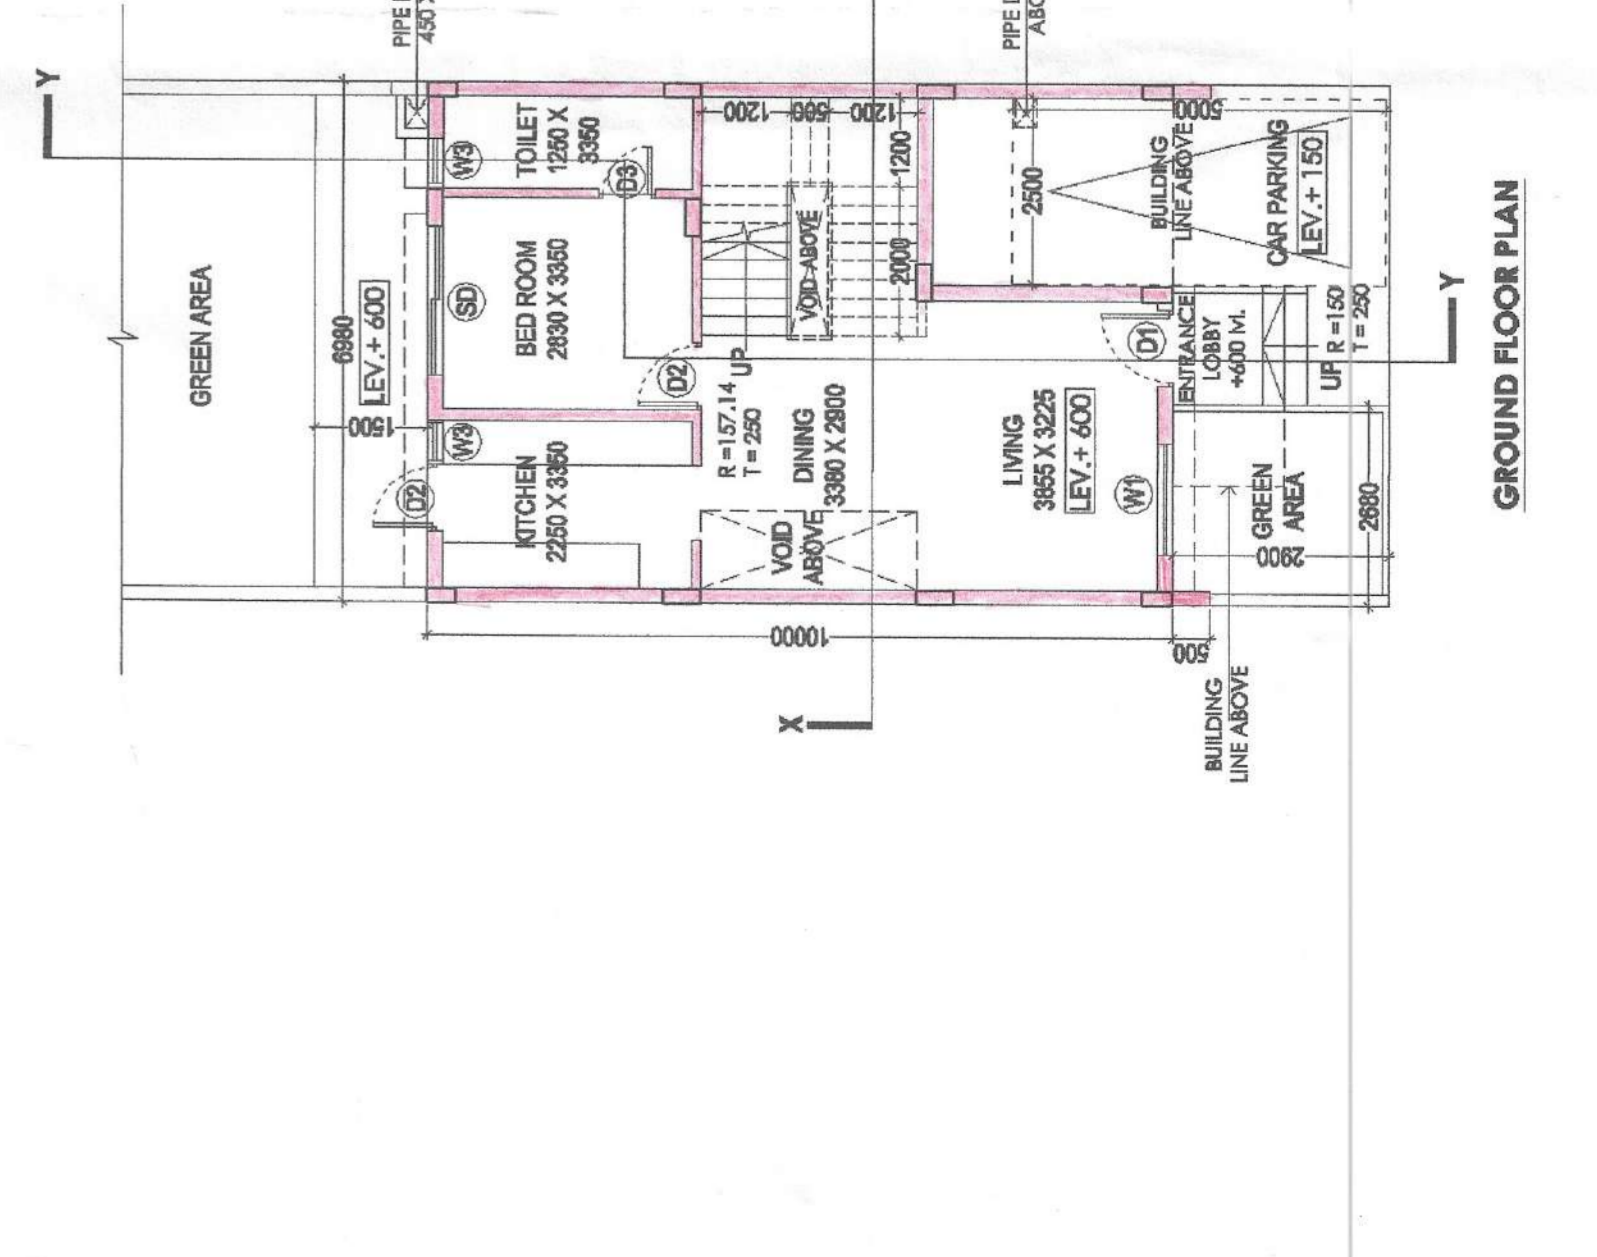 Y
PIPE
450
PIPE
GREEN AREA
6980
LEV.+ 600
1500
W3
TOILET
1250 X
3350
D3
SD
BED ROOM
2830 X 3350
D2
W3
D2
KITCHEN
2250 X 3350
1200
500
1200
1200
2000
VOID ABOVE
UP
R =157.14
T = 250
DINING
3380 X 2900
VOID
ABOVE
2500
BUILDING
LINE ABOVE
5000
CAR PARKING
LEV.+ 150
LIVING
3855 X 3225
LEV.+ 600
W1
D1
ENTRANCE
LOBBY
+600 M.
UP
R =150
T = 250
GREEN
AREA
2900
2680
10000
500
BUILDING
LINE ABOVE
X
Y
GROUND FLOOR PLAN